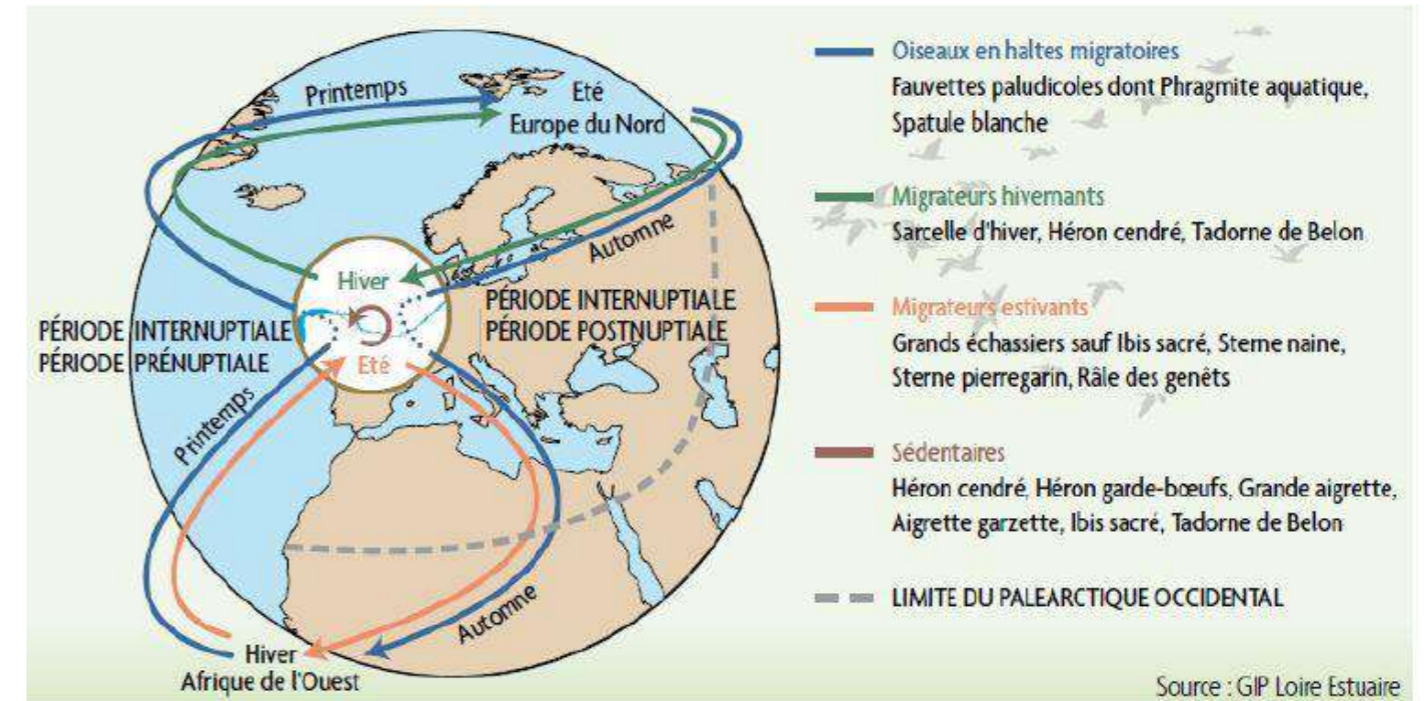 Printemps
Eté
Europe du Nord
Automne
Hiver
PÉRIODE INTERNUPTIALE
PÉRIODE POSTNUPTIALE
PÉRIODE INTERNUPTIALE
PÉRIODE PRÉNUPTIALE
Eté
Printemps
Automne
Hiver
Afrique de l'Ouest
Oiseaux en haltes migratoires
Fauvettes paludicoles dont Phragmite aquatique,
Spatule blanche
Migrateurs hivernants
Sarcelle d'hiver, Héron cendré, Tadorne de Belon
Migrateurs estivants
Grands échassiers sauf Ibis sacré, Sterne naine,
Sterne pierregarin, Râle des genêts
Sédentaires
Héron cendré, Héron garde-bœufs, Grande aigrette,
Aigrette garzette, Ibis sacré, Tadorne de Belon
LIMITE DU PALEARCTIQUE OCCIDENTAL
Source : GIP Loire Estuaire